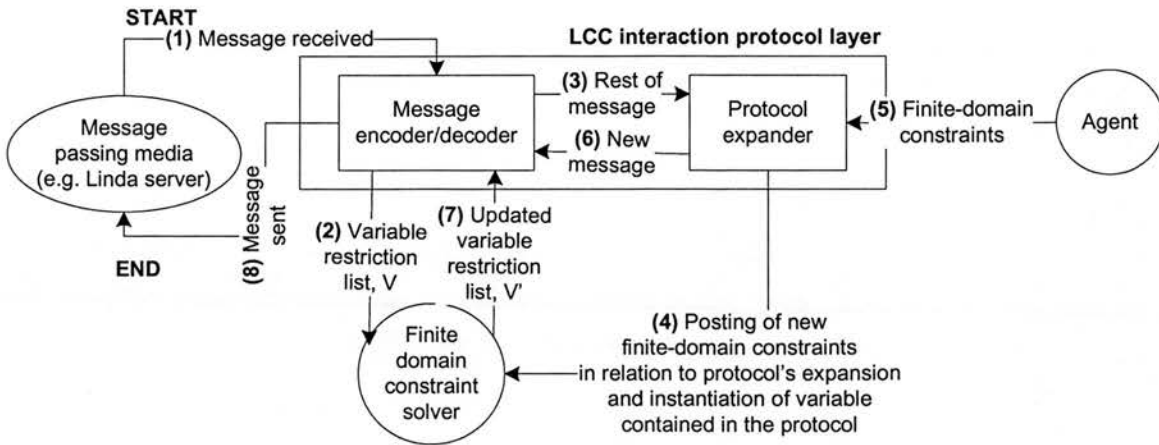 START
(1) Message received
LCC interaction protocol layer
Message
encoder/decoder
(3) Rest of
message
(6) New
message
Protocol
expander
(5) Finite-domain
constraints
Agent
Message
passing media
(e.g. Linda server)
END
(8) Message
sent
(2) Variable
restriction
list, V
(7) Updated
variable
restriction
list, V'
Finite
domain
constraint
solver
(4) Posting of new
finite-domain constraints
in relation to protocol's expansion
and instantiation of variable
contained in the protocol